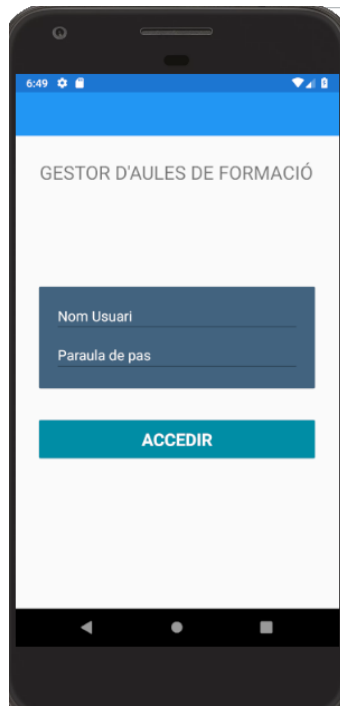 6:49
GESTOR D'AULES DE FORMACIÓ
Nom Usuari
Paraula de pas
ACCEDIR